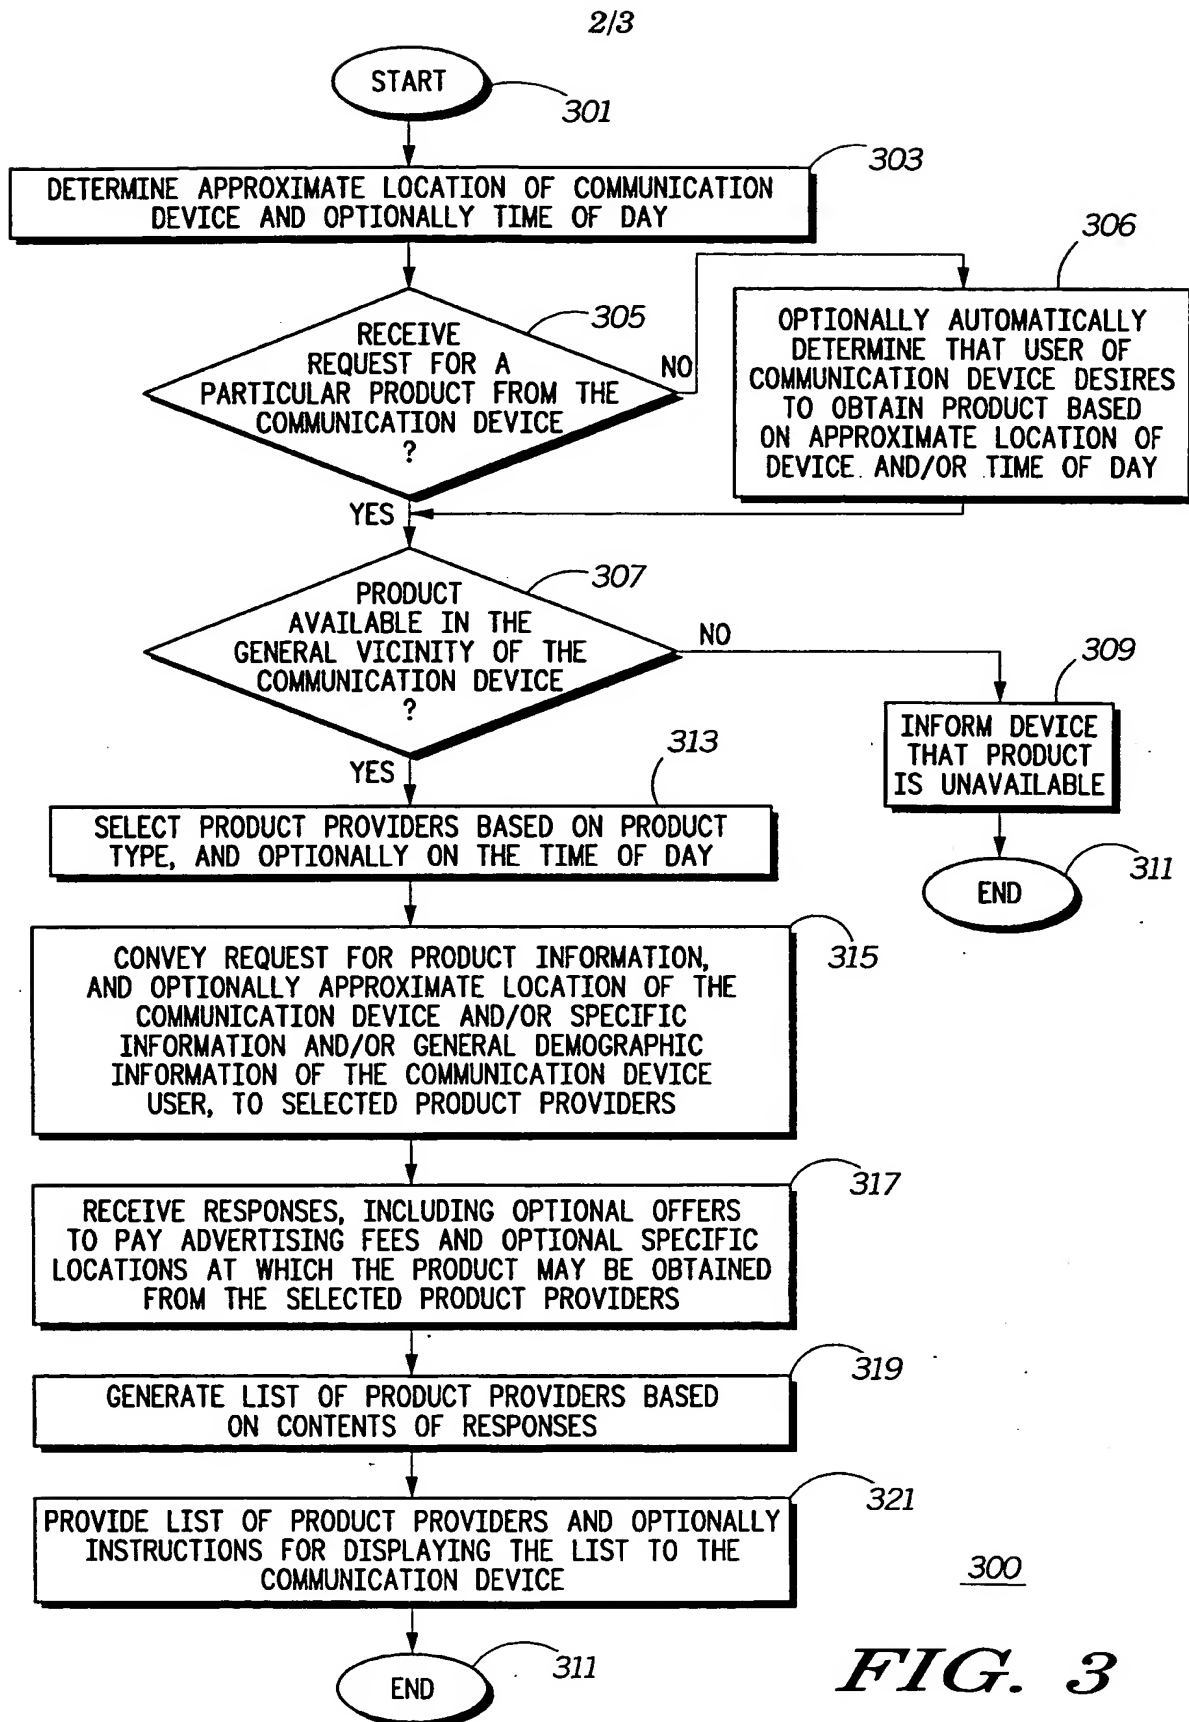 2/3
START
301
303
DETERMINE APPROXIMATE LOCATION OF COMMUNICATION
DEVICE AND OPTIONALLY TIME OF DAY
305
RECEIVE
REQUEST FOR A
PARTICULAR PRODUCT FROM THE
COMMUNICATION DEVICE
?
NO
306
OPTIONALLY AUTOMATICALLY
DETERMINE THAT USER OF
COMMUNICATION DEVICE DESIRES
TO OBTAIN PRODUCT BASED
ON APPROXIMATE LOCATION OF
DEVICE AND/OR TIME OF DAY
YES
307
PRODUCT
AVAILABLE IN THE
GENERAL VICINITY OF THE
COMMUNICATION DEVICE
?
NO
309
INFORM DEVICE
THAT PRODUCT
IS UNAVAILABLE
311
END
YES
313
SELECT PRODUCT PROVIDERS BASED ON PRODUCT
TYPE, AND OPTIONALLY ON THE TIME OF DAY
315
CONVEY REQUEST FOR PRODUCT INFORMATION,
AND OPTIONALLY APPROXIMATE LOCATION OF THE
COMMUNICATION DEVICE AND/OR SPECIFIC
INFORMATION AND/OR GENERAL DEMOGRAPHIC
INFORMATION OF THE COMMUNICATION DEVICE
USER, TO SELECTED PRODUCT PROVIDERS
317
RECEIVE RESPONSES, INCLUDING OPTIONAL OFFERS
TO PAY ADVERTISING FEES AND OPTIONAL SPECIFIC
LOCATIONS AT WHICH THE PRODUCT MAY BE OBTAINED
FROM THE SELECTED PRODUCT PROVIDERS
319
GENERATE LIST OF PRODUCT PROVIDERS BASED
ON CONTENTS OF RESPONSES
321
PROVIDE LIST OF PRODUCT PROVIDERS AND OPTIONALLY
INSTRUCTIONS FOR DISPLAYING THE LIST TO THE
COMMUNICATION DEVICE
300
311
END
FIG. 3